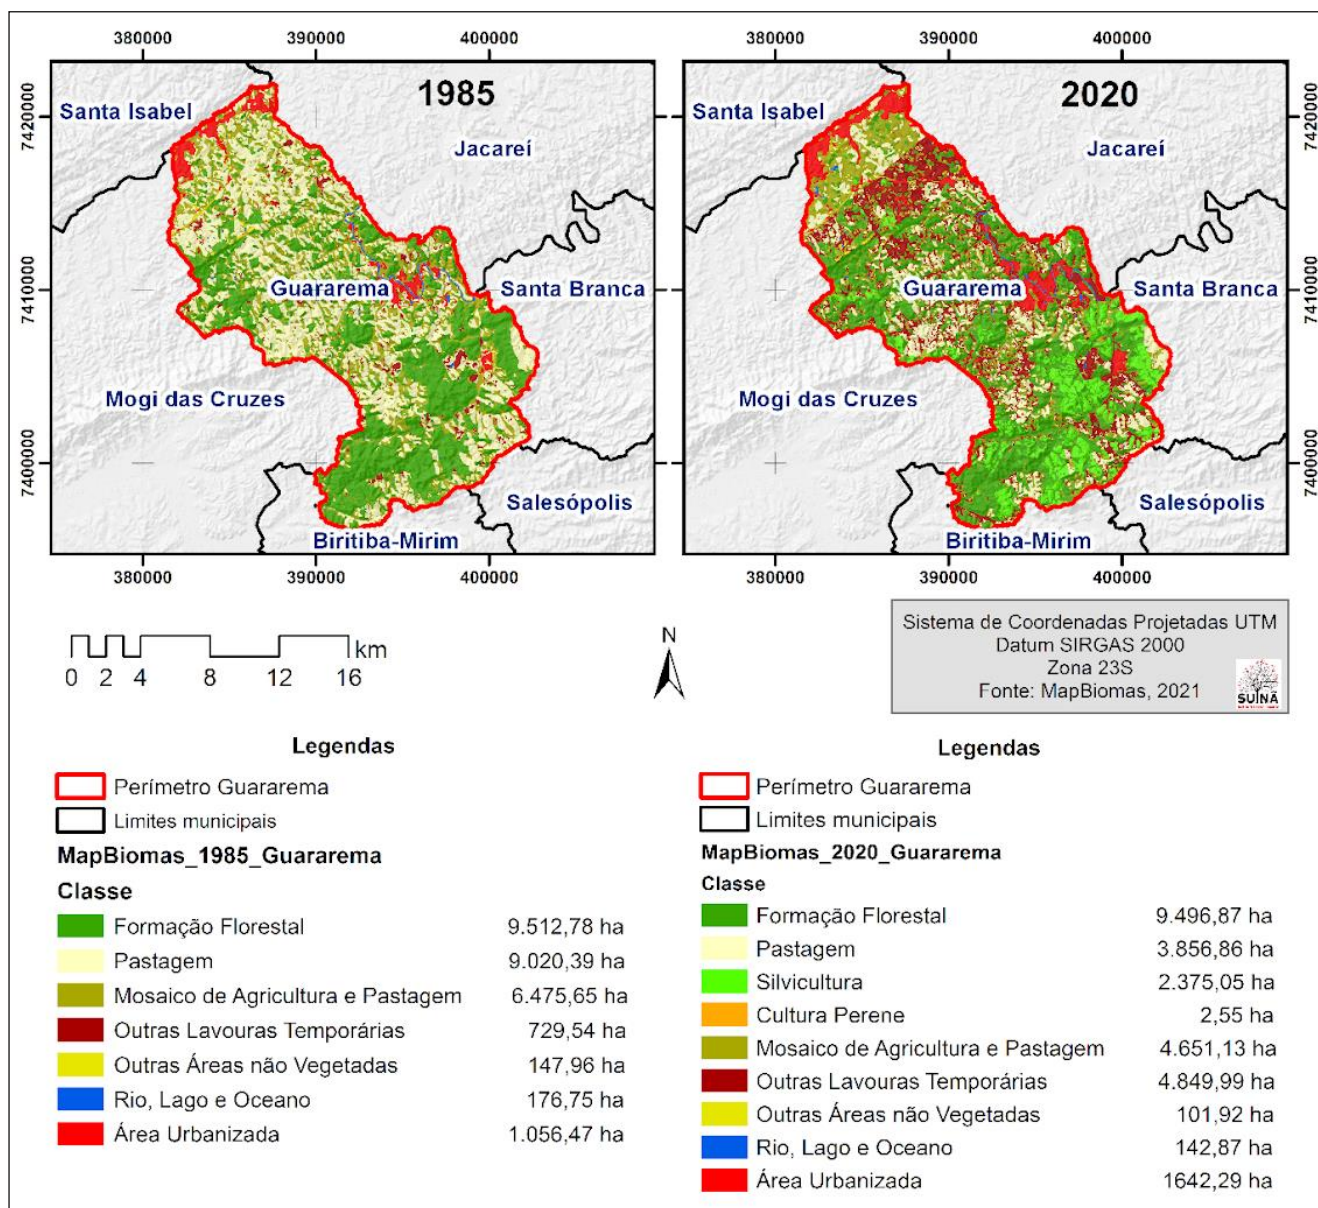 380000 390000 400000
380000 390000 400000
7420000
7410000
7400000
1985
Santa Isabel
Jacareí
Guararema
Santa Branca
Mogi das Cruzes
Salesópolis
Biritiba-Mirim
380000 390000 400000
2020
Santa Isabel
Jacareí
Guararema
Santa Branca
Mogi das Cruzes
Salesópolis
Biritiba-Mirim
7420000
7410000
7400000
380000 390000 400000
0 2 4 8 12 16 km
N
Sistema de Coordenadas Projetadas UTM
Datum SIRGAS 2000
Zona 23S
Fonte: MapBiomas, 2021
SUINÃ
Legendas
Perímetro Guararema
Limites municipais
MapBiomas_1985_Guararema
Classe
Formação Florestal 9.512,78 ha
Pastagem 9.020,39 ha
Mosaico de Agricultura e Pastagem 6.475,65 ha
Outras Lavouras Temporárias 729,54 ha
Outras Áreas não Vegetadas 147,96 ha
Rio, Lago e Oceano 176,75 ha
Área Urbanizada 1.056,47 ha
Legendas
Perímetro Guararema
Limites municipais
MapBiomas_2020_Guararema
Classe
Formação Florestal 9.496,87 ha
Pastagem 3.856,86 ha
Silvicultura 2.375,05 ha
Cultura Perene 2,55 ha
Mosaico de Agricultura e Pastagem 4.651,13 ha
Outras Lavouras Temporárias 4.849,99 ha
Outras Áreas não Vegetadas 101,92 ha
Rio, Lago e Oceano 142,87 ha
Área Urbanizada 1642,29 ha